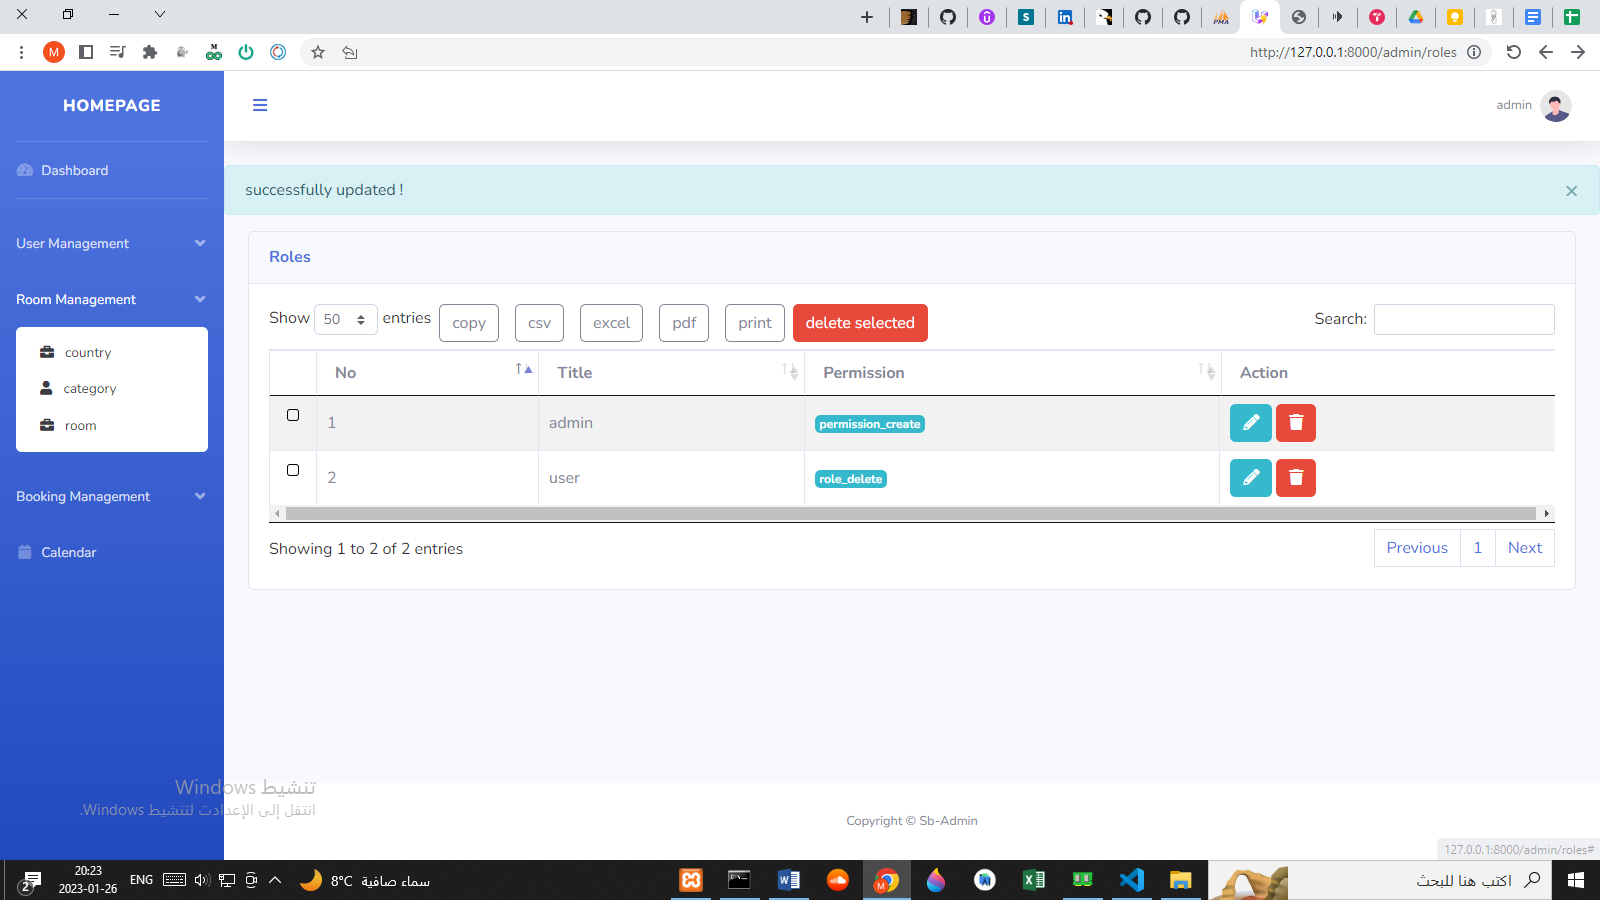 http://127.0.0.1:8000/admin/roles
M
HOMEPAGE
admin
Dashboard
successfully updated !
×
User Management
Roles
Room Management
Show 50 entries
copy
csv
excel
pdf
print
delete selected
Search:
country
category
room
No
Title
Permission
Action
1
admin
permission_create
2
user
role_delete
Booking Management
Showing 1 to 2 of 2 entries
Previous
1
Next
Calendar
تنشيط Windows
انتقل إلى الإعدادت لتنشيط Windows.
Copyright © Sb-Admin
127.0.0.1:8000/admin/roles#
2
20:23
2023-01-26
ENG
8°C سماء صافية
اكتب هنا للبحث